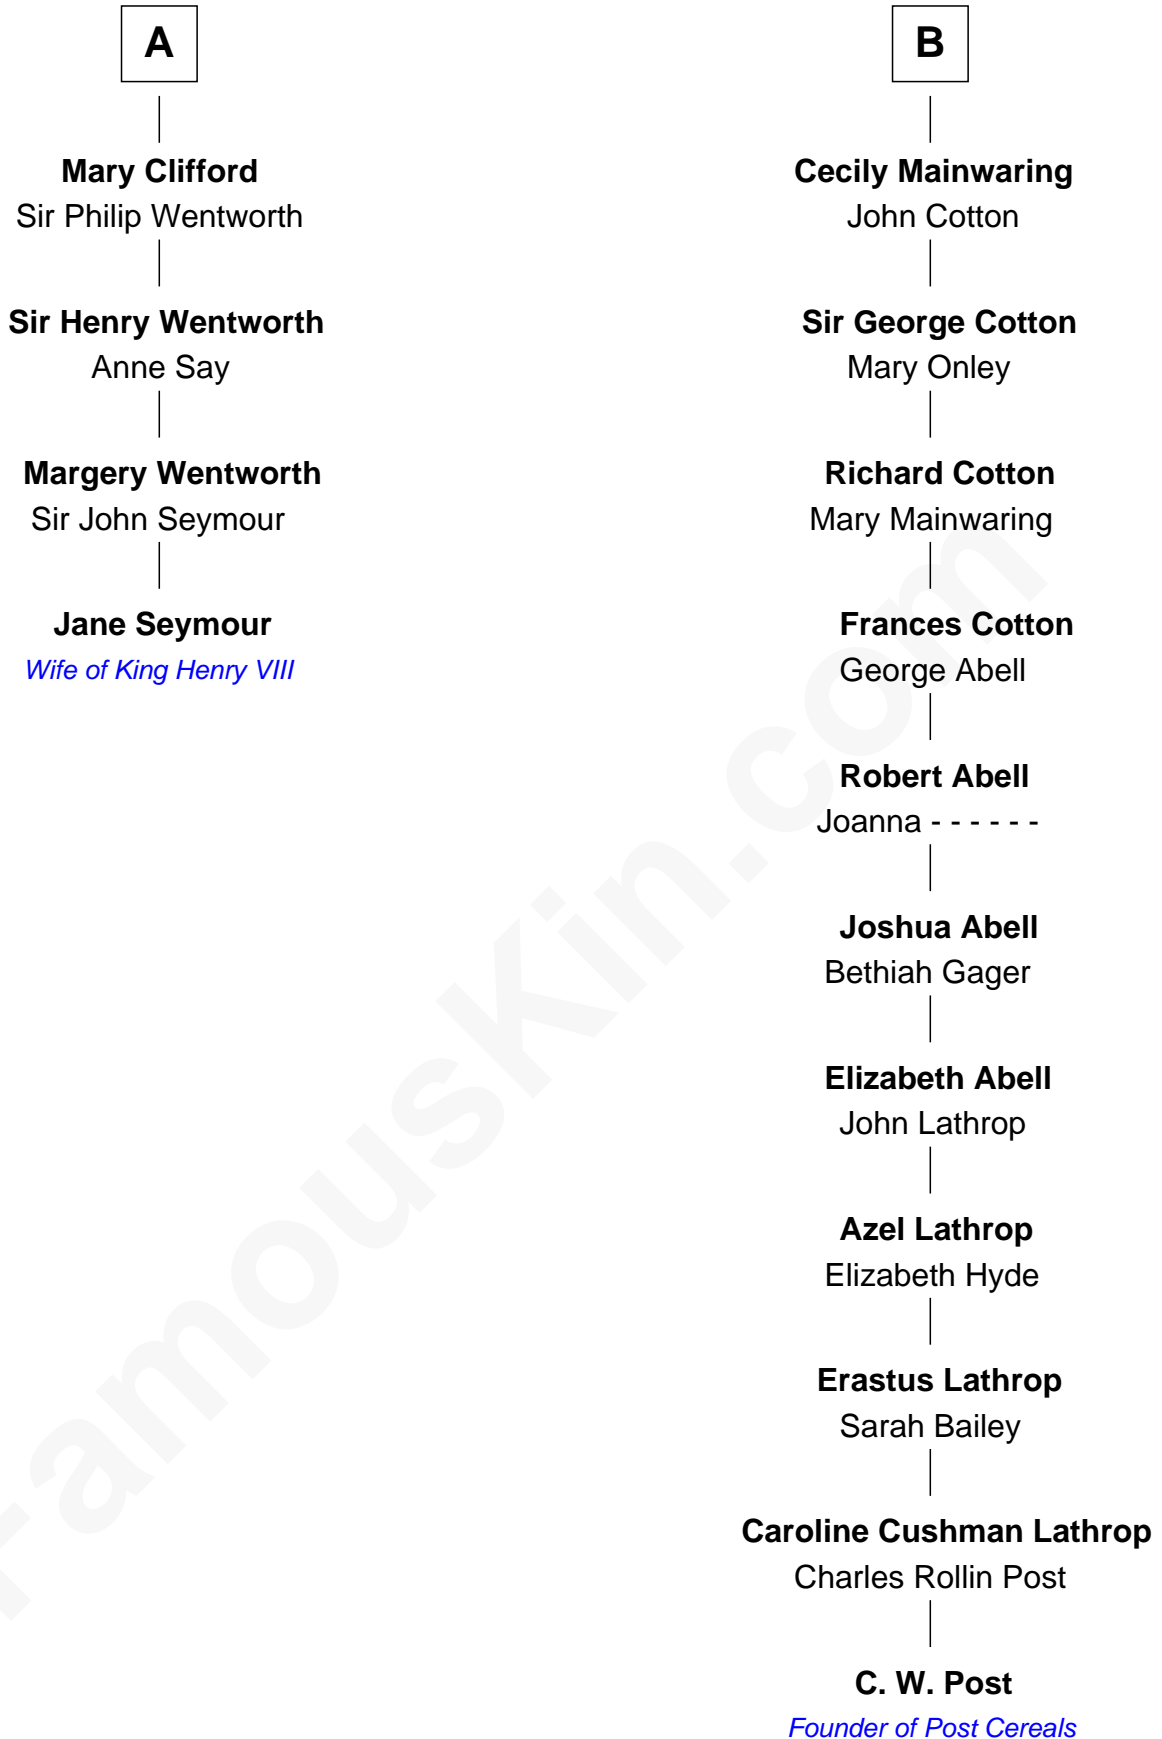 A
Mary Clifford
Sir Philip Wentworth
Sir Henry Wentworth
Anne Say
Margery Wentworth
Sir John Seymour
Jane Seymour
Wife of King Henry VIII
B
Cecily Mainwaring
John Cotton
Sir George Cotton
Mary Onley
Richard Cotton
Mary Mainwaring
Frances Cotton
George Abell
Robert Abell
Joanna - - - - - -
Joshua Abell
Bethiah Gager
Elizabeth Abell
John Lathrop
Azel Lathrop
Elizabeth Hyde
Erastus Lathrop
Sarah Bailey
Caroline Cushman Lathrop
Charles Rollin Post
C. W. Post
Founder of Post Cereals
FamousKin.com